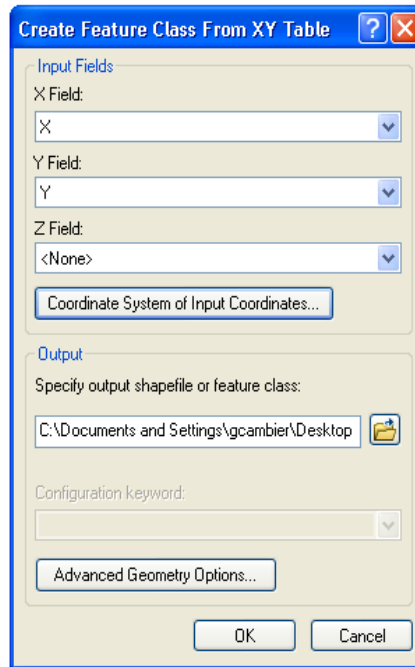 Create Feature Class From XY Table
Input Fields
X Field:
X
Y Field:
Y
Z Field:
<None>
Coordinate System of Input Coordinates...
Output
Specify output shapefile or feature class:
C:\Documents and Settings\gcambier\Desktop
Configuration keyword:
Advanced Geometry Options...
OK Cancel